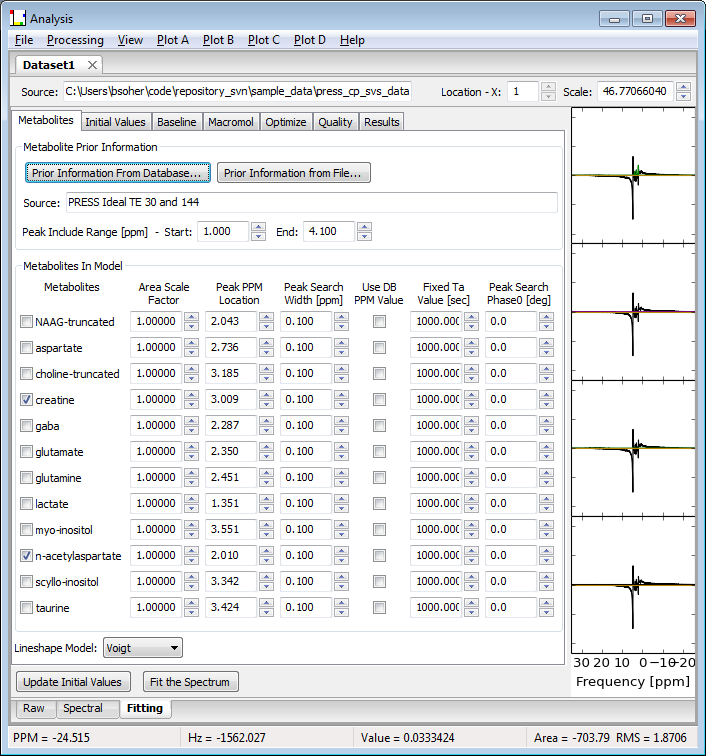 Analysis
File Processing View Plot A Plot B Plot C Plot D Help
Dataset1
Source: C:\Users\bsoher\code\repository_svn\sample_data\press_cp_svs_data Location - X: 1 Scale: 46.77066040
Metabolites Initial Values Baseline Macromol Optimize Quality Results
Metabolite Prior Information
Prior Information From Database... Prior Information from File...
Source: PRESS Ideal TE 30 and 144
Peak Include Range [ppm] - Start: 1.000 End: 4.100
Metabolites In Model
Metabolites Area Scale Peak PPM Peak Search Use DB Fixed Ta Peak Search
Factor Location Width [ppm] PPM Value Value [sec] Phase0 [deg]
NAAG-truncated 1.00000 2.043 0.100 1000.000 0.0
aspartate 1.00000 2.736 0.100 1000.000 0.0
choline-truncated 1.00000 3.185 0.100 1000.000 0.0
creatine 1.00000 3.009 0.100 1000.000 0.0
gaba 1.00000 2.287 0.100 1000.000 0.0
glutamate 1.00000 2.350 0.100 1000.000 0.0
glutamine 1.00000 2.451 0.100 1000.000 0.0
lactate 1.00000 1.351 0.100 1000.000 0.0
myo-inositol 1.00000 3.551 0.100 1000.000 0.0
n-acetylaspartate 1.00000 2.010 0.100 1000.000 0.0
scyllo-inositol 1.00000 3.342 0.100 1000.000 0.0
taurine 1.00000 3.424 0.100 1000.000 0.0
Lineshape Model: Voigt
30 20 10 0 −10 −20
Frequency [ppm]
Update Initial Values Fit the Spectrum
Raw Spectral Fitting
PPM = -24.515 Hz = -1562.027 Value = 0.0333424 Area = -703.79 RMS = 1.8706